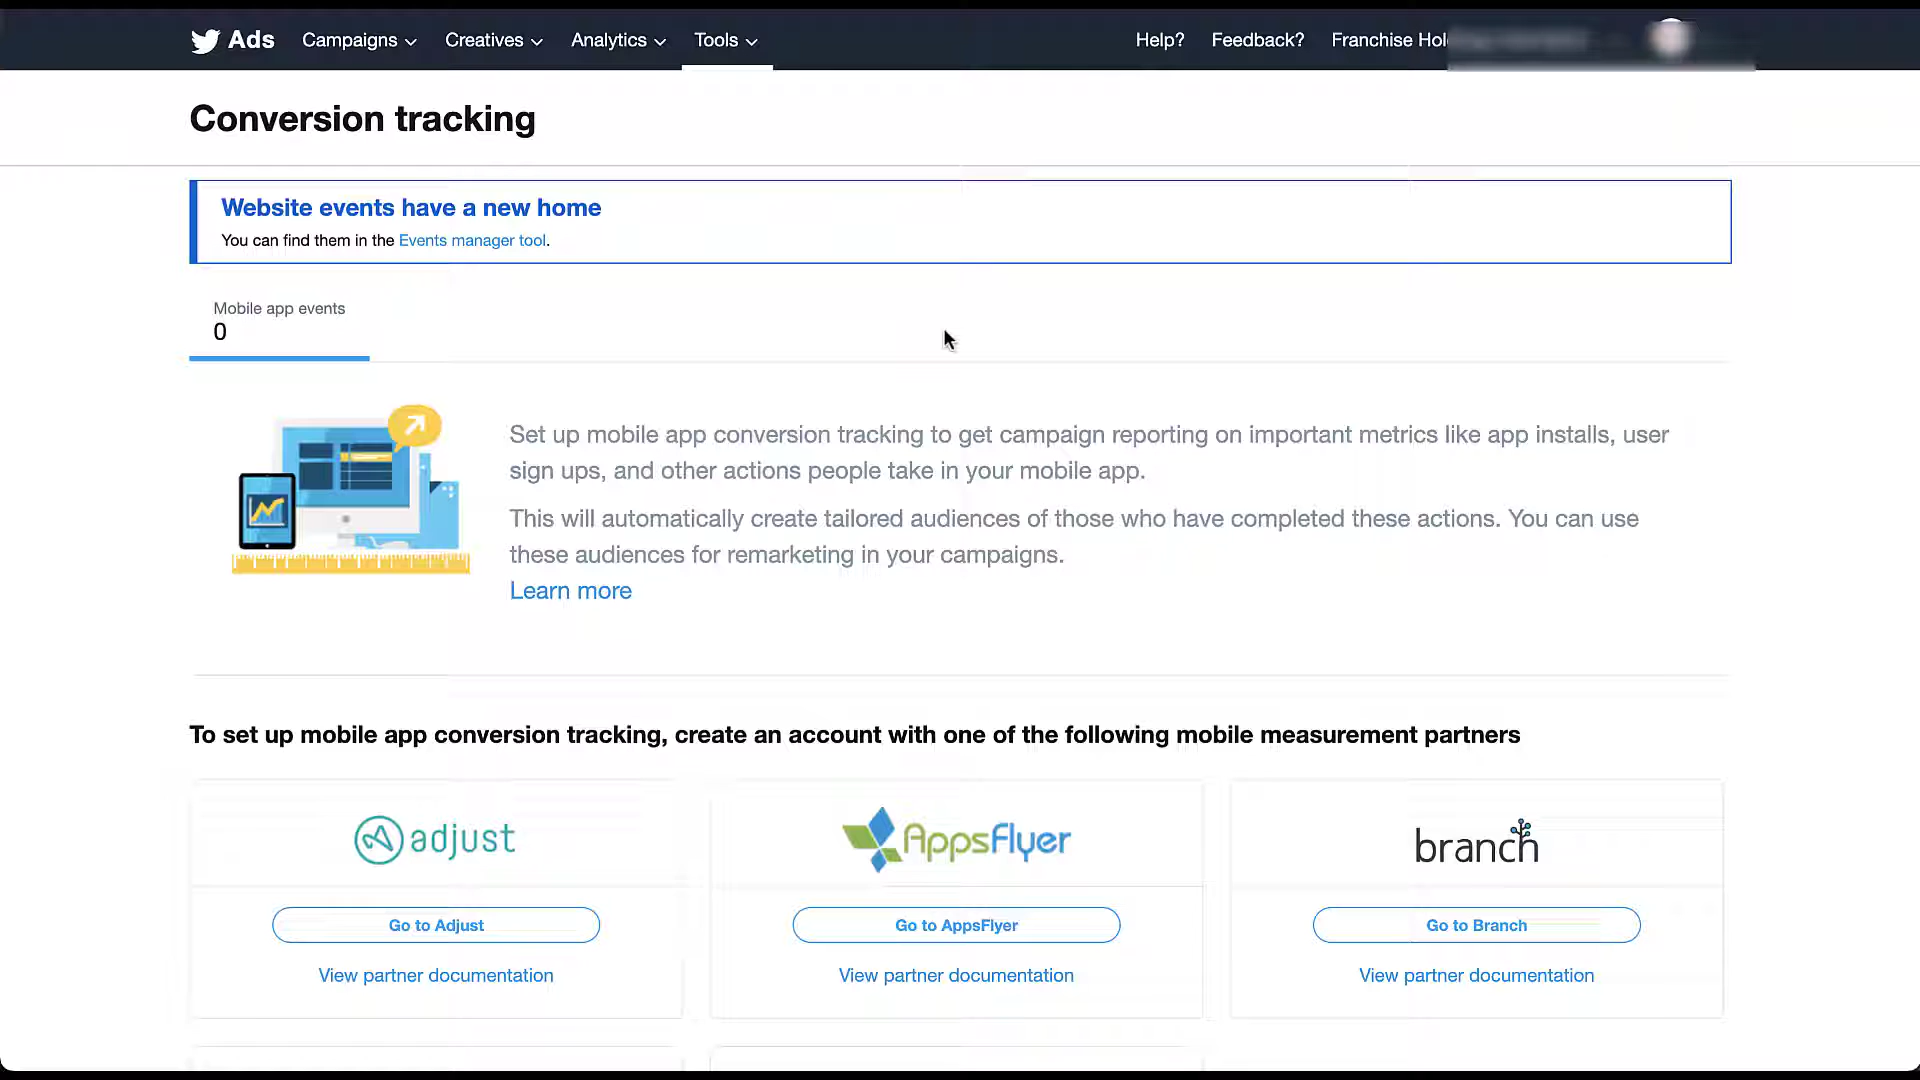 Ads Campaigns Creatives Analytics Tools Help? Feedback? Franchise
Conversion tracking
Website events have a new home
You can find them in the Events manager tool.
Mobile app events
0
Set up mobile app conversion tracking to get campaign reporting on important metrics like app installs, user
sign ups, and other actions people take in your mobile app.
This will automatically create tailored audiences of those who have completed these actions. You can use
these audiences for remarketing in your campaigns.
Learn more
To set up mobile app conversion tracking, create an account with one of the following mobile measurement partners
adjust AppsFlyer branch
Go to Adjust Go to AppsFlyer Go to Branch
View partner documentation View partner documentation View partner documentation